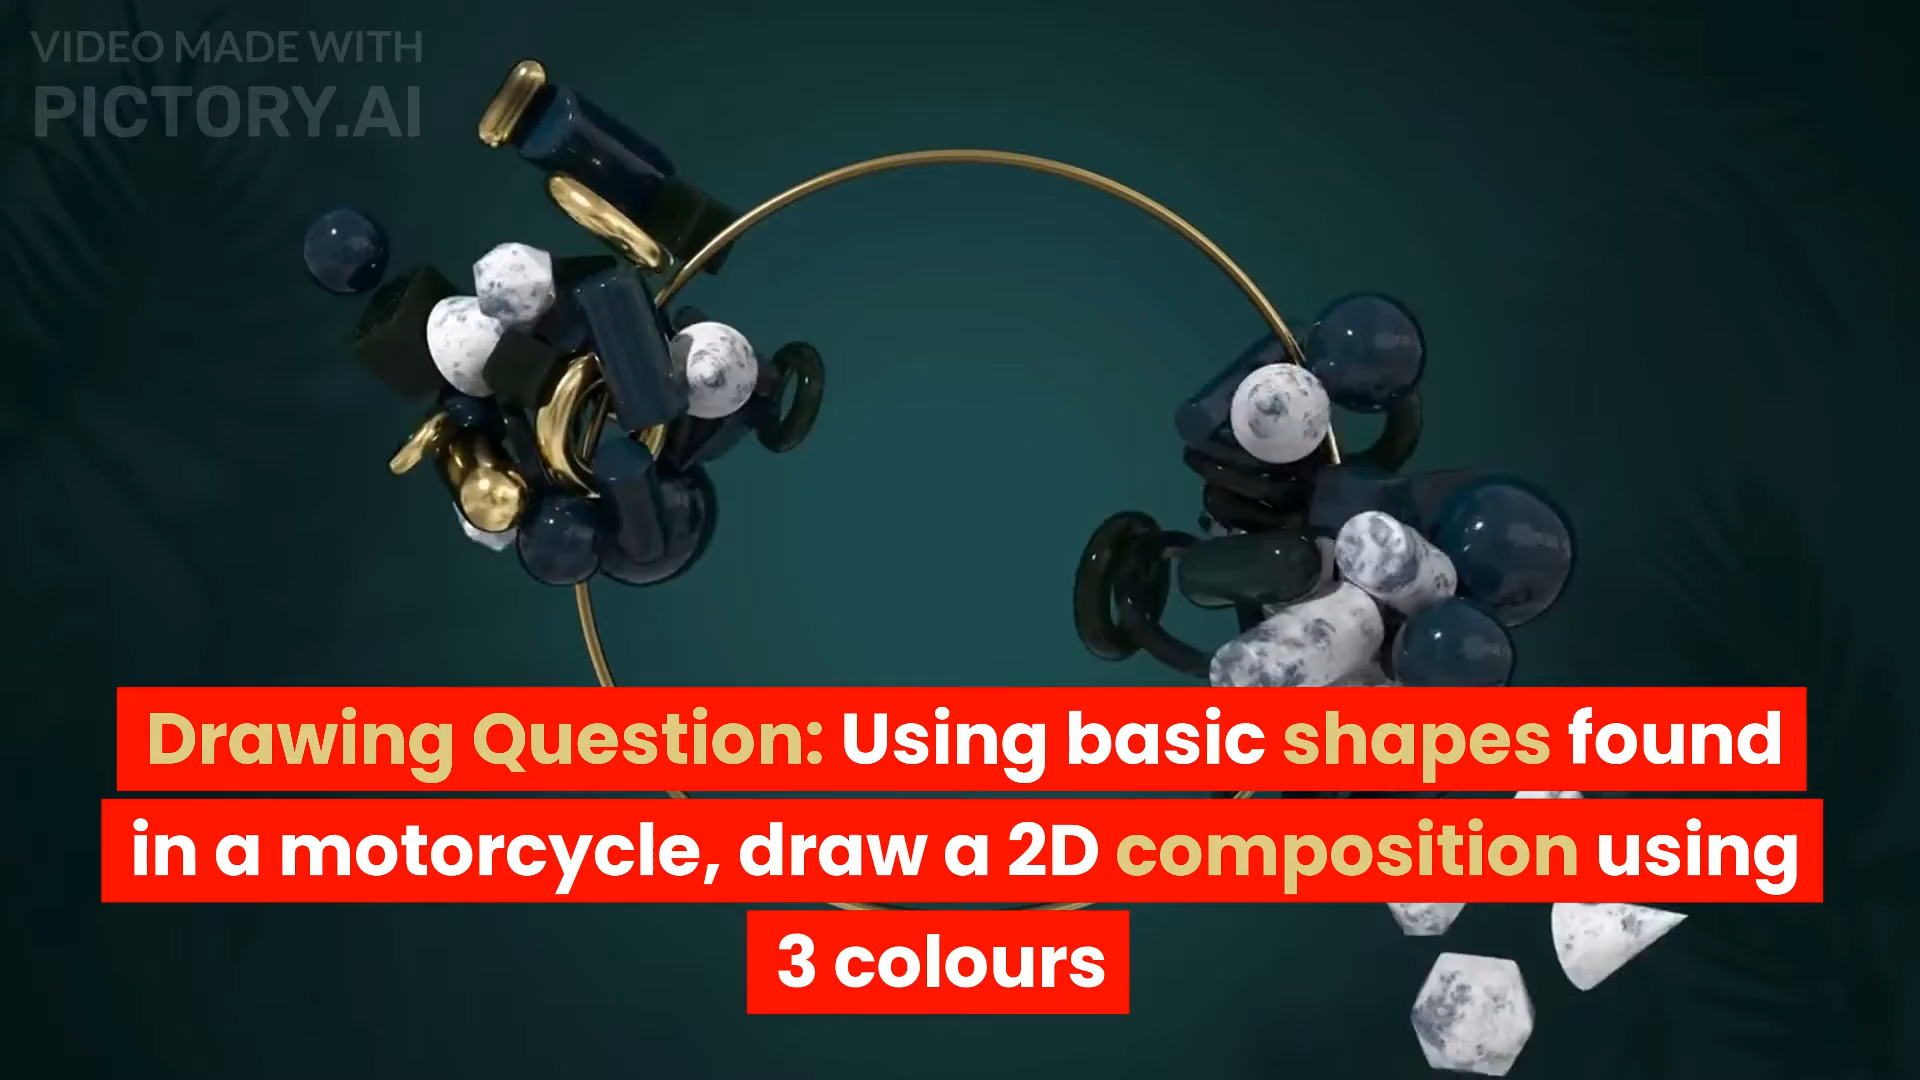 VIDEO MADE WITH
PICTORY.AI
Drawing Question: Using basic shapes found
in a motorcycle, draw a 2D composition using
3 colours